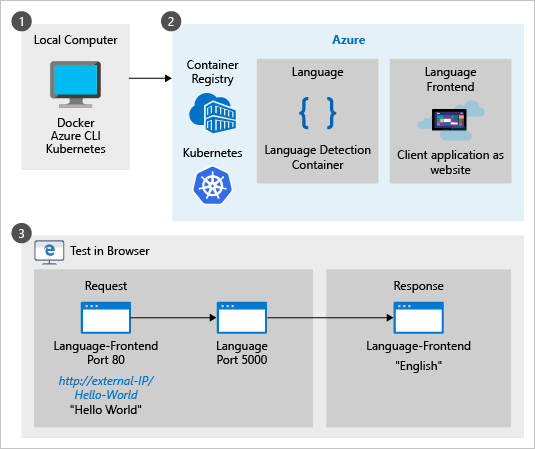 1
Local Computer
Docker
Azure CLI
Kubernetes
2
Azure
Container
Registry
Kubernetes
Language
{ }
Language Detection
Container
Language
Frontend
Client application as
website
3
Test in Browser
Request
Language-Frontend
Port 80
http://external-IP/
Hello-World
"Hello World"
Language
Port 5000
Response
Language-Frontend
"English"